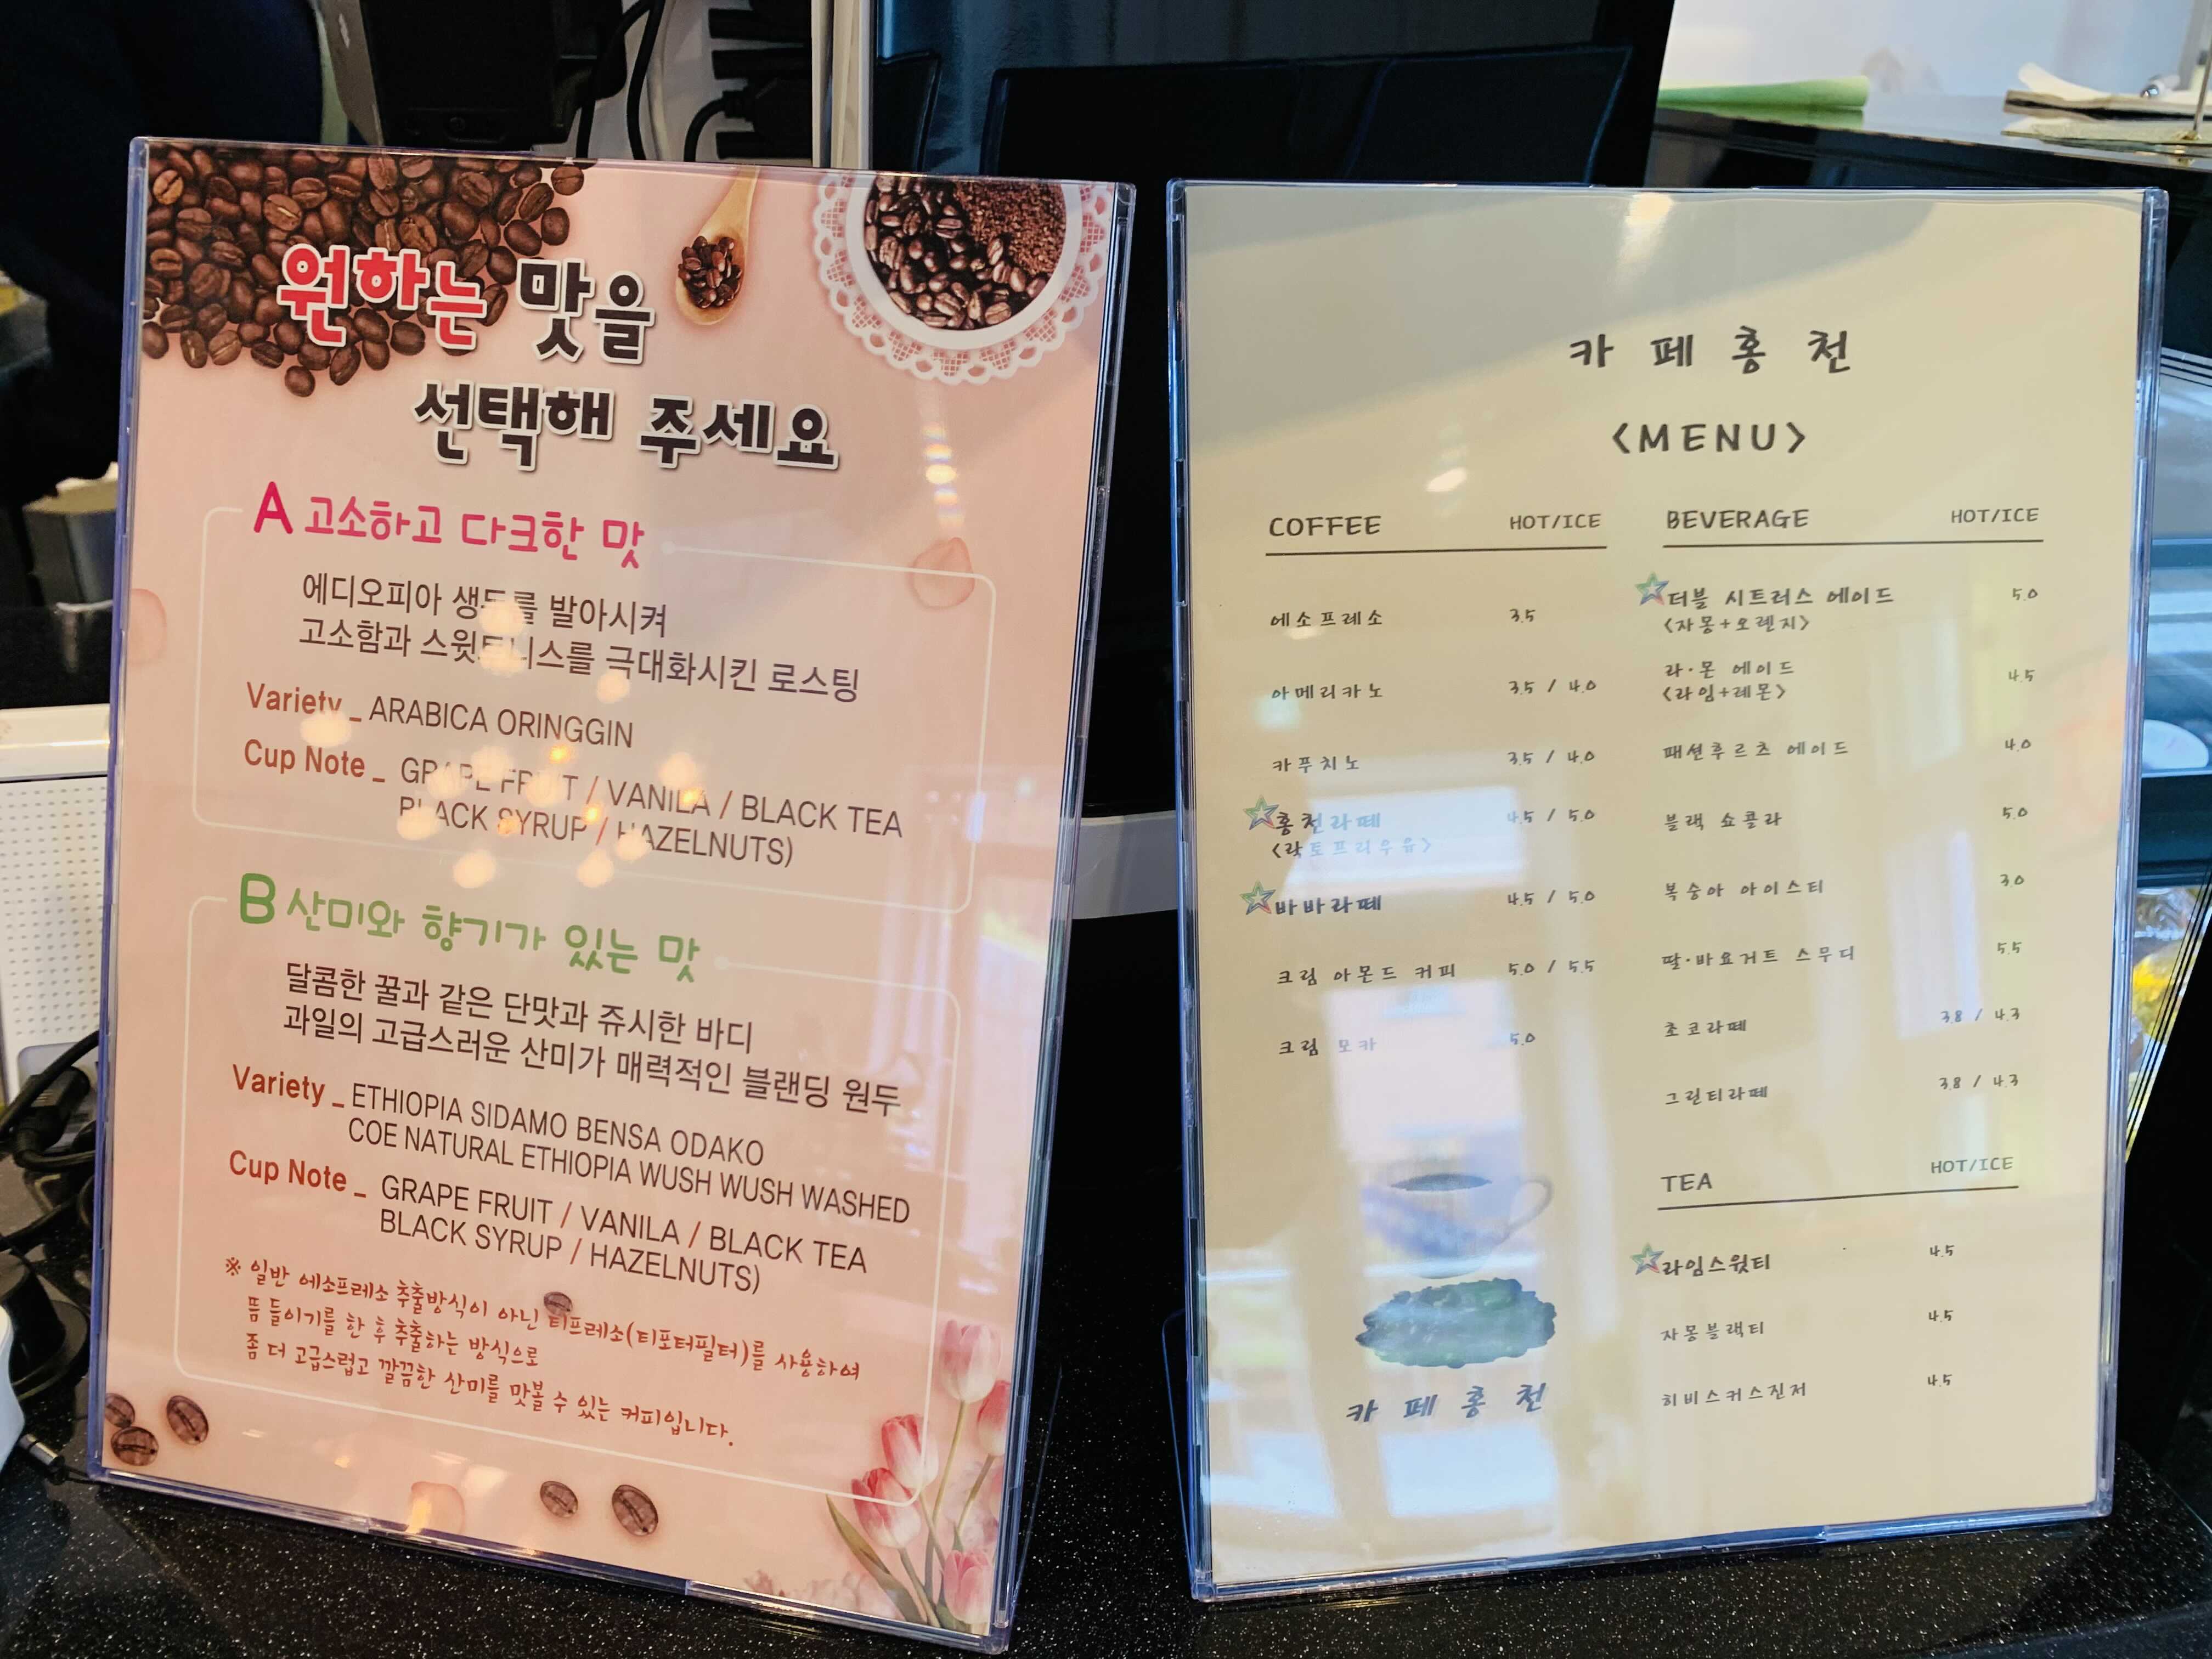 원하는 맛을
선택해 주세요
A 고소하고 다크한 맛
에디오피아 생두를 발아시켜
고소함과 스윗트니스를 극대화시킨 로스팅
Variety _ ARABICA ORINGGIN
Cup Note _ GRAPE FRUIT / VANILA / BLACK TEA
BLACK SYRUP / HAZELNUTS)
B 산미와 향기가 있는 맛
달콤한 꿀과 같은 단맛과 쥬시한 바디
과일의 고급스러운 산미가 매력적인 블랜딩 원두
Variety _ ETHIOPIA SIDAMO BENSA ODAKO
COE NATURAL ETHIOPIA WUSH WUSH WASHED
Cup Note _ GRAPE FRUIT / VANILA / BLACK TEA
BLACK SYRUP / HAZELNUTS)
※ 일반 에소프레소 추출방식이 아닌 티프레소(티포터필터)를 사용하여
뜸 들이기를 한 후 추출하는 방식으로
좀 더 고급스럽고 깔끔한 산미를 맛볼 수 있는 커피입니다.
카페홍천
<MENU>
COFFEE HOT/ICE
에소프레소 3.5
아메리카노 3.5 / 4.0
카푸치노 3.5 / 4.0
홍천라떼 4.5 / 5.0
<락토프리우유>
바바라떼 4.5 / 5.0
크림 아몬드 커피 5.0 / 5.5
크림 모카 5.0
카페홍천
BEVERAGE HOT/ICE
더블 시트러스 에이드 5.0
<자몽+오렌지>
라·몬 에이드 4.5
<라임+레몬>
패션후르츠 에이드 4.0
블랙 쇼콜라 5.0
복숭아 아이스티 3.0
딸·바요거트 스무디 5.5
초코라떼 3.8 / 4.3
그린티라떼 3.8 / 4.3
TEA HOT/ICE
라임스윗티 4.5
자몽블랙티 4.5
히비스커스진저 4.5